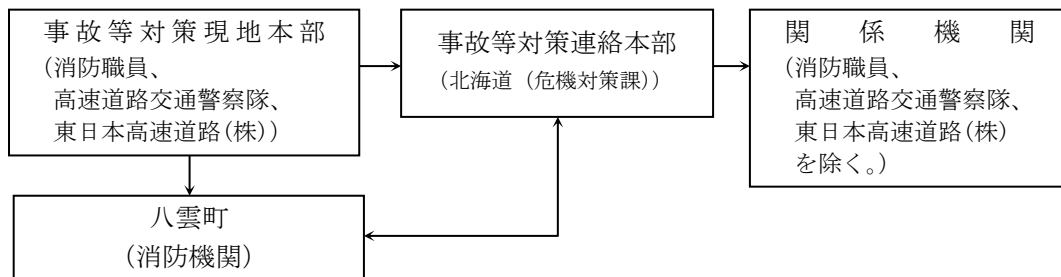 事故等対策現地本部
(消防職員、
高速道路交通警察隊、
東日本高速道路(株))
事故等対策連絡本部
(北海道(危機対策課))
関係機関
(消防職員、
高速道路交通警察隊、
東日本高速道路(株)
を除く。)
八雲町
(消防機関)